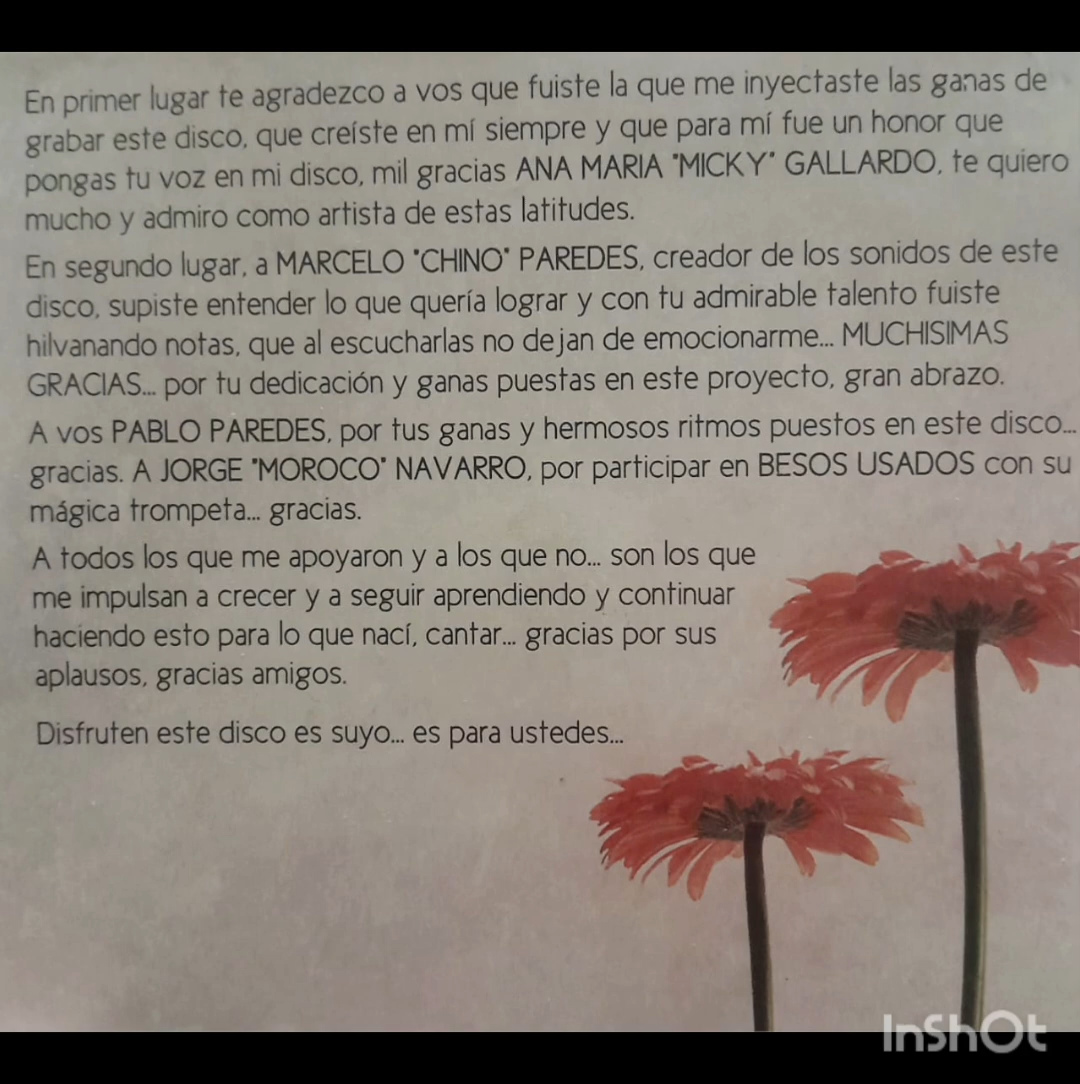 En primer lugar te agradezco a vos que fuiste la que me inyectaste las ganas de
grabar este disco, que creíste en mí siempre y que para mí fue un honor que
pongas tu voz en mi disco, mil gracias ANA MARIA "MICKY" GALLARDO, te quiero
mucho y admiro como artista de estas latitudes.
En segundo lugar, a MARCELO "CHINO" PAREDES, creador de los sonidos de este
disco, supiste entender lo que quería lograr y con tu admirable talento fuiste
hilvanando notas, que al escucharlas no dejan de emocionarme... MUCHISIMAS
GRACIAS... por tu dedicación y ganas puestas en este proyecto, gran abrazo.
A vos PABLO PAREDES, por tus ganas y hermosos ritmos puestos en este disco...
gracias. A JORGE "MOROCO" NAVARRO, por participar en BESOS USADOS con su
mágica trompeta... gracias.
A todos los que me apoyaron y a los que no... son los que
me impulsan a crecer y a seguir aprendiendo y continuar
haciendo esto para lo que nací, cantar... gracias por sus
aplausos, gracias amigos.
Disfruten este disco es suyo... es para ustedes...
InShOt